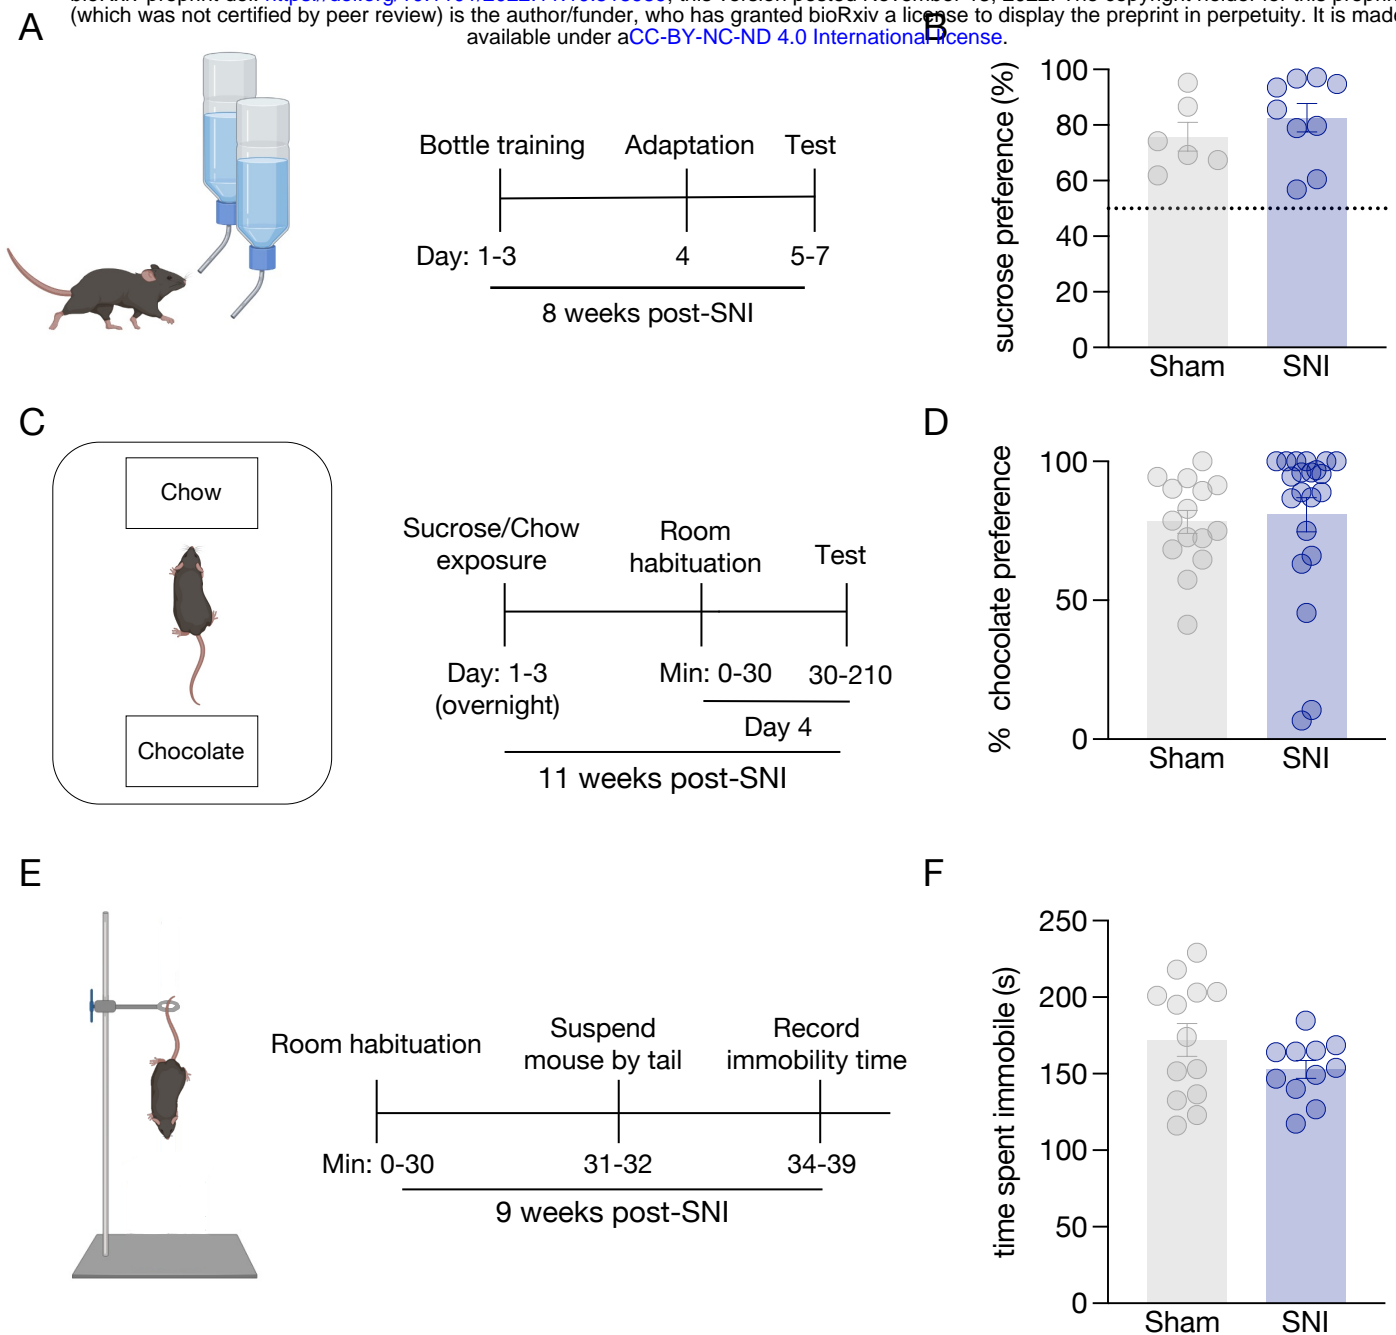 (which was not certified by peer review) is the author/funder, who has granted bioRxiv a license to display the preprint in perpetuity. It is made
available under aCC-BY-NC-ND 4.0 International license.
A
Bottle training Adaptation Test
Day: 1-3 4 5-7
8 weeks post-SNI
B
sucrose preference (%)
100
80
60
40
20
0
Sham SNI
C
Chow
Chocolate
Sucrose/Chow
exposure
Room
habituation
Test
Day: 1-3
(overnight)
Min: 0-30 30-210
Day 4
11 weeks post-SNI
D
% chocolate preference
100
50
0
Sham SNI
E
Room habituation
Suspend
mouse by tail
Record
immobility time
Min: 0-30 31-32 34-39
9 weeks post-SNI
F
time spent immobile (s)
250
200
150
100
50
0
Sham SNI